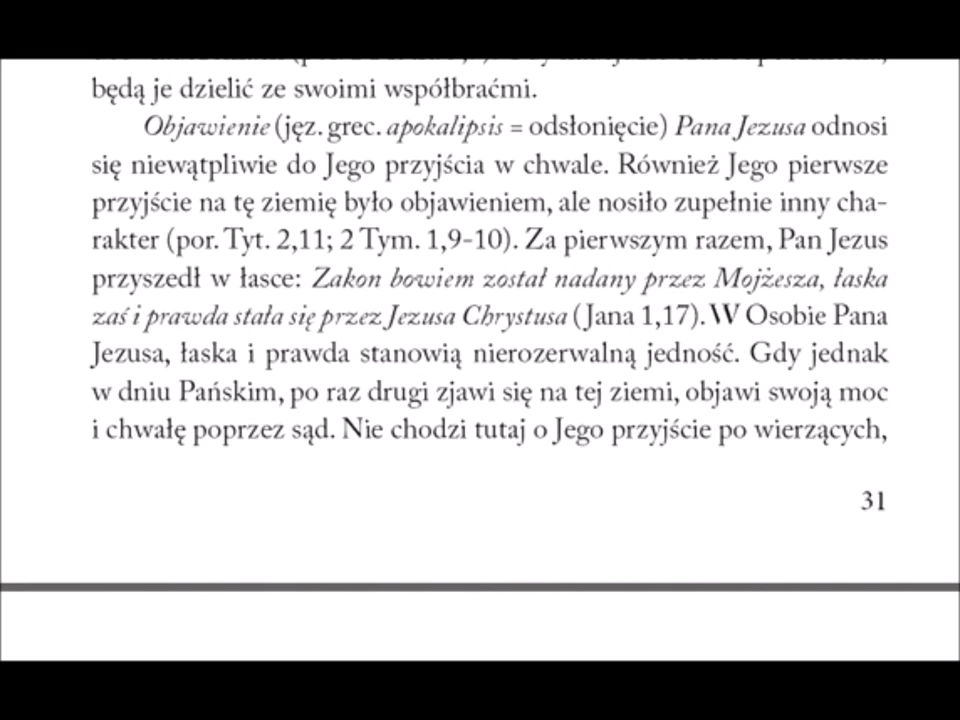 będą je dzielić ze swoimi współbraćmi.
Objawienie (jęz. grec. apokalipsis = odsłonięcie) Pana Jezusa odnosi
się niewątpliwie do Jego przyjścia w chwale. Również Jego pierwsze
przyjście na tę ziemię było objawieniem, ale nosiło zupełnie inny cha-
rakter (por. Tyt. 2,11; 2 Tym. 1,9-10). Za pierwszym razem, Pan Jezus
przyszedł w łasce: Zakon bowiem został nadany przez Mojżesza, łaska
zaś i prawda stała się przez Jezusa Chrystusa (Jana 1,17). W Osobie Pana
Jezusa, łaska i prawda stanowią nierozerwalną jedność. Gdy jednak
w dniu Pańskim, po raz drugi zjawi się na tej ziemi, objawi swoją moc
i chwałę poprzez sąd. Nie chodzi tutaj o Jego przyjście po wierzących,
31